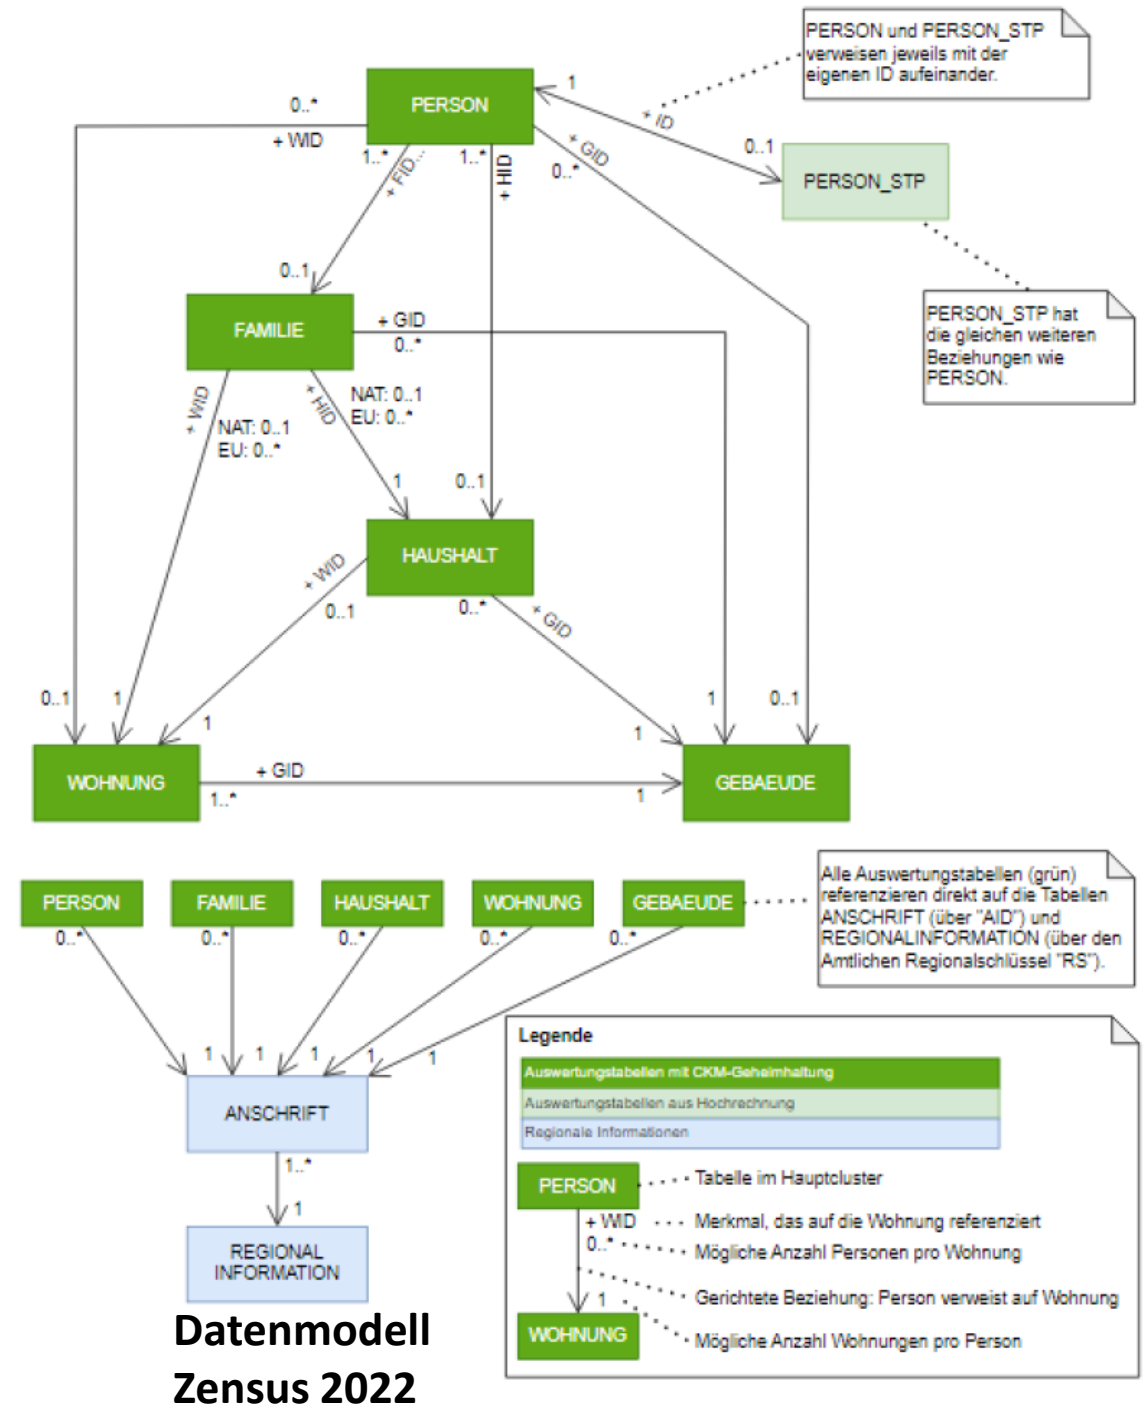 PERSON und PERSON_STP
verweisen jeweils mit der
eigenen ID aufeinander.
PERSON
0..*
+ WID
1..*
+ FID...
1..*
+ HID
+ GID
0..*
1
+ ID
0..1
PERSON_STP
PERSON_STP hat
die gleichen weiteren
Beziehungen wie
PERSON.
0..1
FAMILIE
+ GID
0..*
+ WID
NAT: 0..1
EU: 0..*
+ HID
NAT: 0..1
EU: 0..*
1
0..1
HAUSHALT
+ WID
0..1
0..*
+ GID
0..1
1
1
1
1
0..1
WOHNUNG
+ GID
1..*
1
GEBAEUDE
PERSON
FAMILIE
HAUSHALT
WOHNUNG
GEBAEUDE
0..*
0..*
0..*
0..*
0..*
Alle Auswertungstabellen (grün)
referenzieren direkt auf die Tabellen
ANSCHRIFT (über "AID") und
REGIONALINFORMATION (über den
Amtlichen Regionalschlüssel "RS").
1
1
1
1
1
ANSCHRIFT
1..*
1
REGIONAL
INFORMATION
Datenmodell
Zensus 2022
Legende
Auswertungstabellen mit CKM-Geheimhaltung
Auswertungstabellen aus Hochrechnung
Regionale Informationen
PERSON
Tabelle im Hauptcluster
+ WID
Merkmal, das auf die Wohnung referenziert
0..*
Mögliche Anzahl Personen pro Wohnung
Gerichtete Beziehung: Person verweist auf Wohnung
1
WOHNUNG
Mögliche Anzahl Wohnungen pro Person